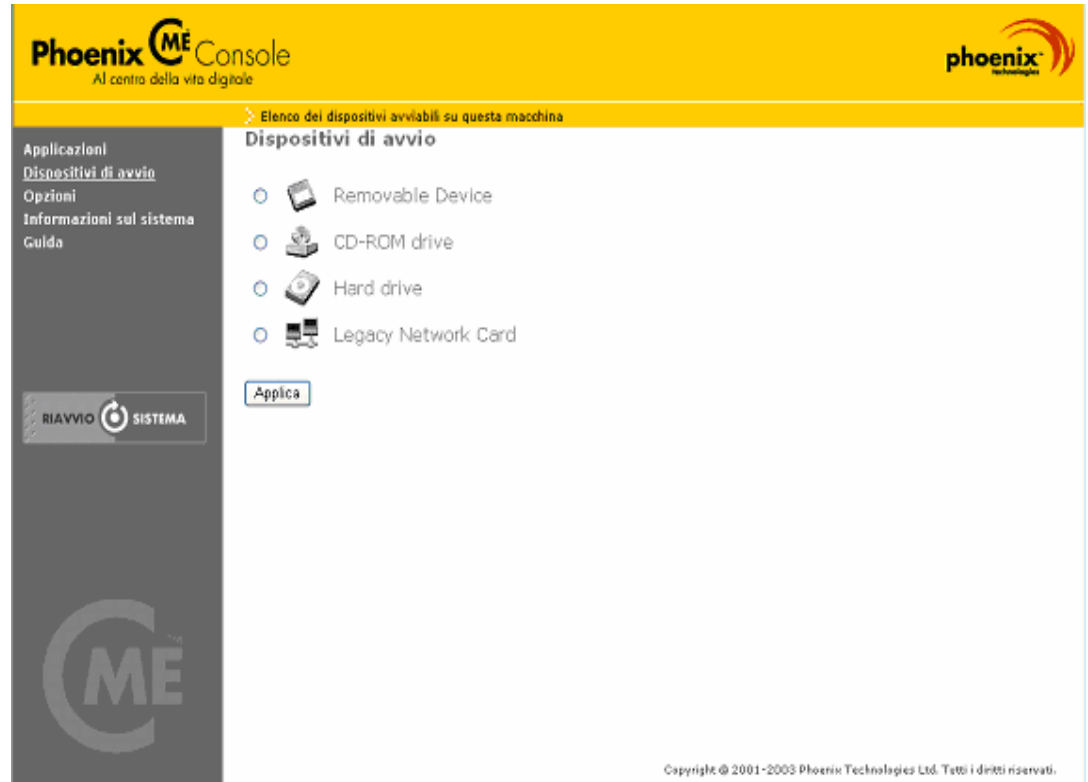 Phoenix CMÈ Console
Al centro della vita digitale
phoenix
technologies
Elenco dei dispositivi avviabili su questa macchina
Applicazioni
Dispositivi di avvio
Opzioni
Informazioni sul sistema
Guida
RIAVVIO SISTEMA
CMÈ
Dispositivi di avvio
Removable Device
CD-ROM drive
Hard drive
Legacy Network Card
Applica
Copyright @ 2001-2003 Phoenix Technologies Ltd. Tutti i diritti riservati.